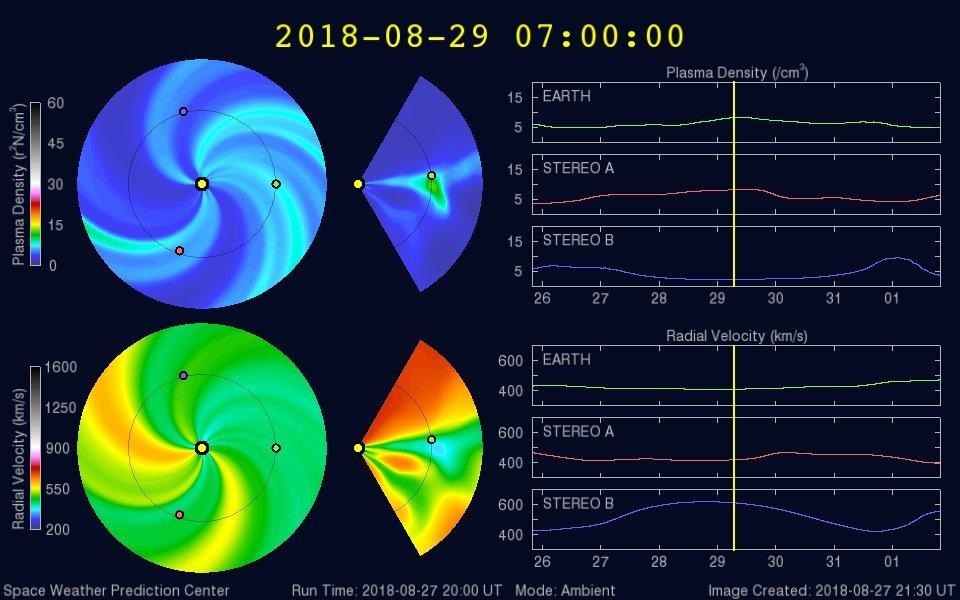 2018-08-29 07:00:00
Plasma Density (r²N/cm³)
60
45
30
15
0
Plasma Density (/cm³)
EARTH
15
5
STEREO A
15
5
STEREO B
15
5
26 27 28 29 30 31 01
Radial Velocity (km/s)
1600
1250
900
550
200
Radial Velocity (km/s)
EARTH
600
400
STEREO A
600
400
STEREO B
600
400
26 27 28 29 30 31 01
Space Weather Prediction Center Run Time: 2018-08-27 20:00 UT Mode: Ambient Image Created: 2018-08-27 21:30 UT